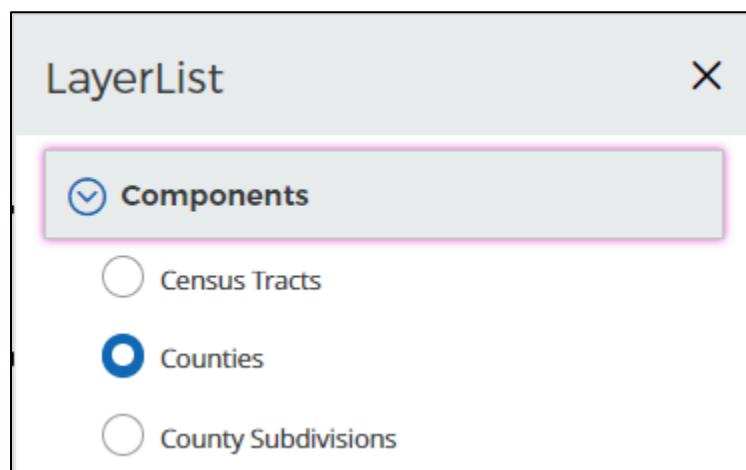 LayerList
Components
Census Tracts
Counties
County Subdivisions